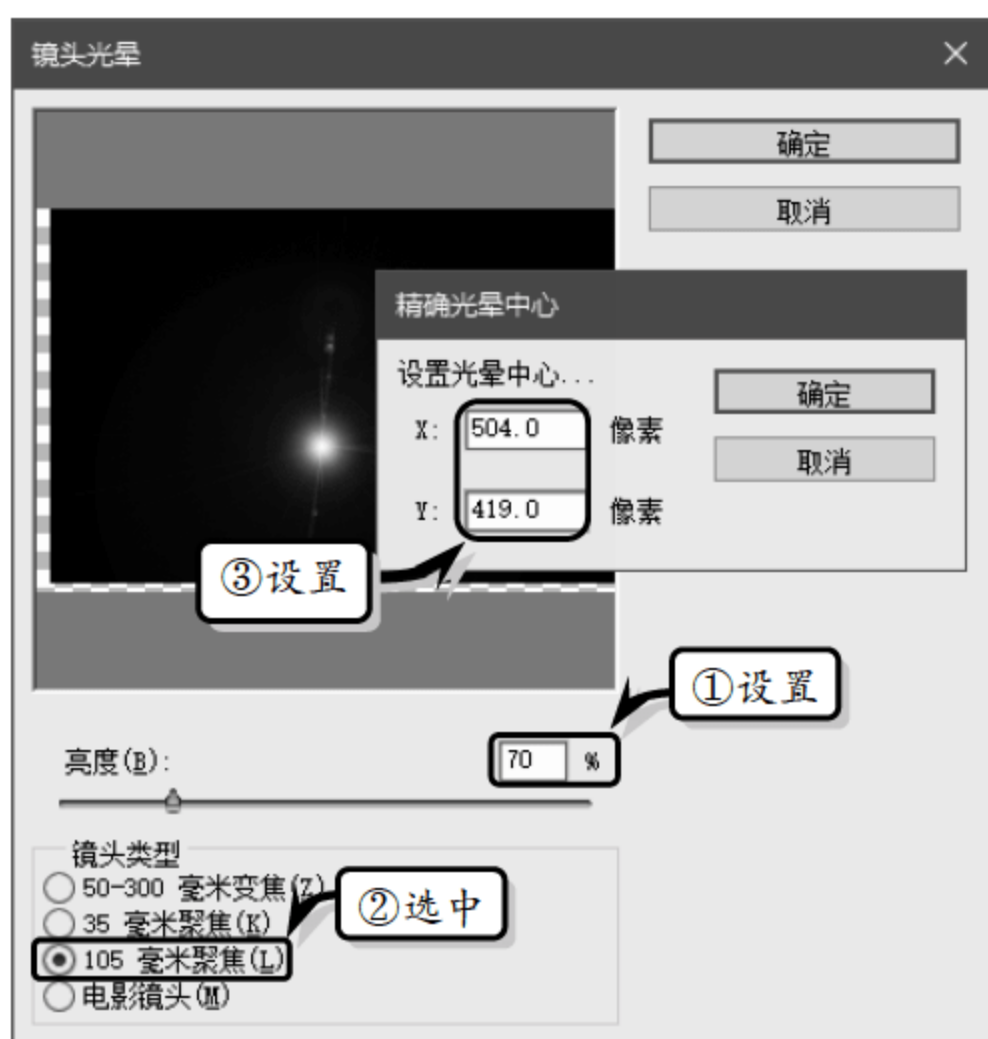 镜头光晕
确定
取消
精确光晕中心
设置光晕中心...
确定
X: 504.0 像素
取消
Y: 419.0 像素
③设置
①设置
亮度(B):
70 %
镜头类型
50-300 毫米变焦(Z)
②选中
35 毫米聚焦(K)
105 毫米聚焦(L)
电影镜头(M)